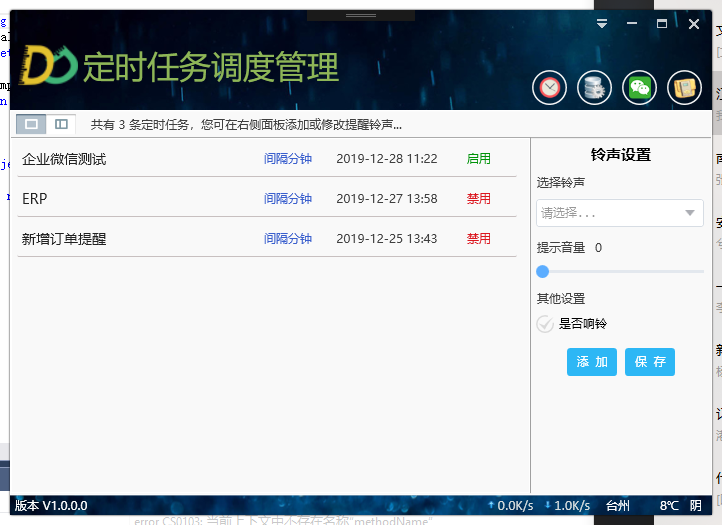 定时任务调度管理
共有 3 条定时任务，您可在右侧面板添加或修改提醒铃声...
企业微信测试 间隔分钟 2019-12-28 11:22 启用
ERP 间隔分钟 2019-12-27 13:58 禁用
新增订单提醒 间隔分钟 2019-12-25 13:43 禁用
铃声设置
选择铃声
请选择...
提示音量 0
其他设置
是否响铃
添 加 保 存
版本 V1.0.0.0 0.0K/s 1.0K/s 台州 8℃ 阴
error CS0103: 当前上下文中不存在名称"methodName"